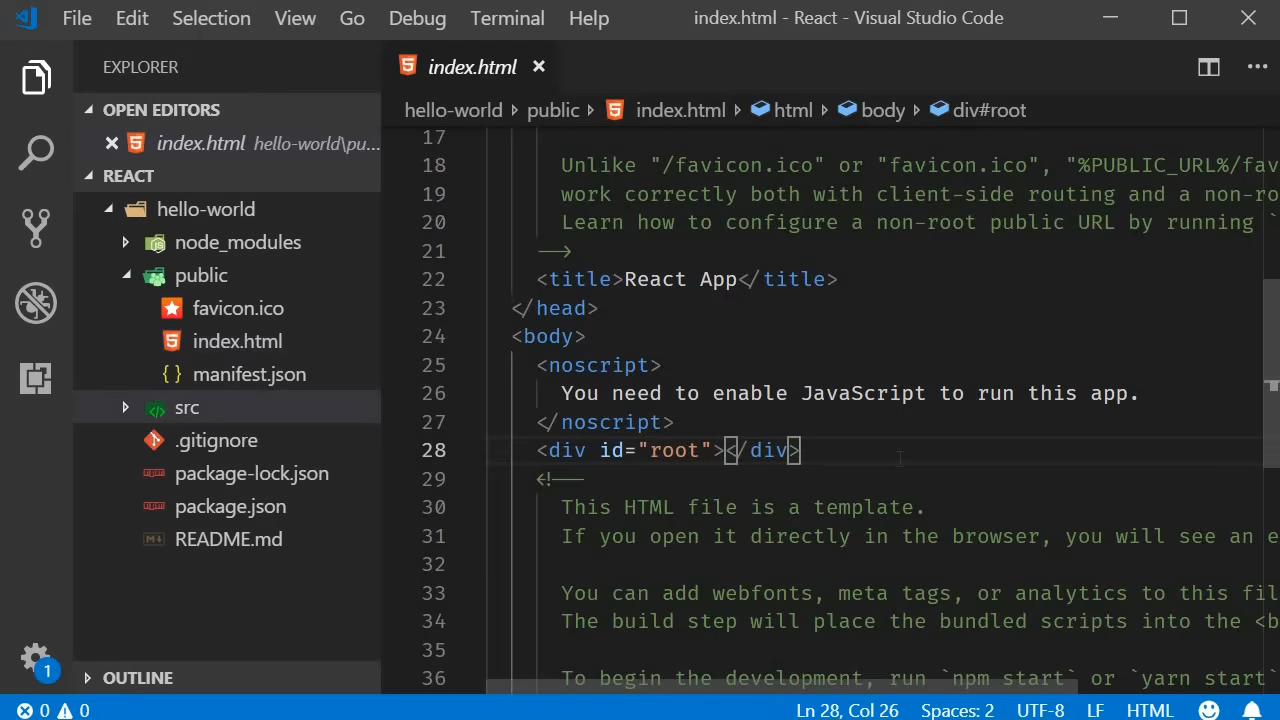 File Edit Selection View Go Debug Terminal Help index.html - React - Visual Studio Code
EXPLORER
OPEN EDITORS
index.html hello-world\pu...
REACT
hello-world
node_modules
public
favicon.ico
index.html
{ } manifest.json
src
.gitignore
package-lock.json
package.json
README.md
OUTLINE
1
index.html
hello-world public index.html html body div#root
17
18 Unlike "/favicon.ico" or "favicon.ico", "%PUBLIC_URL%/fav
19 work correctly both with client-side routing and a non-ro
20 Learn how to configure a non-root public URL by running `
21 -->
22 <title>React App</title>
23 </head>
24 <body>
25 <noscript>
26 You need to enable JavaScript to run this app.
27 </noscript>
28 <div id="root"></div>
29 <!--
30 This HTML file is a template.
31 If you open it directly in the browser, you will see an e
32
33 You can add webfonts, meta tags, or analytics to this fil
34 The build step will place the bundled scripts into the <b
35
36 To begin the development, run `npm start` or `yarn start`
0 0 Ln 28, Col 26 Spaces: 2 UTF-8 LF HTML